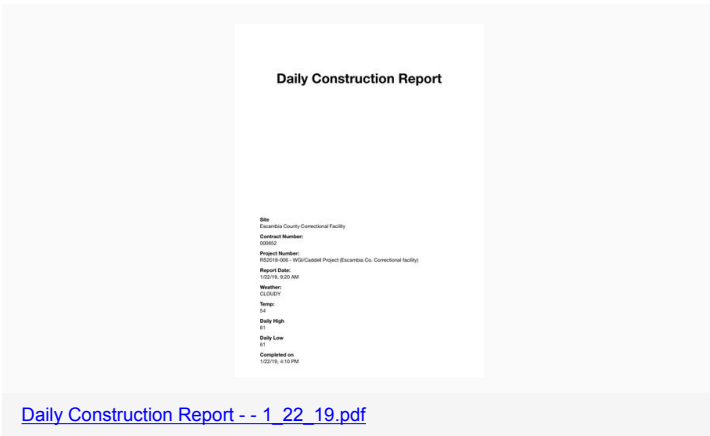 Daily Construction Report
Site
Escambia County Correctional Facility
Contract Number:
000652
Project Number:
RS2018-006 - WGI/Caddell Project (Escambia Co. Correctional facility)
Report Date:
1/22/19, 9:20 AM
Weather:
CLOUDY
Temp:
54
Daily High
61
Daily Low
61
Completed on
1/22/19, 4:10 PM
Daily Construction Report - - 1_22_19.pdf